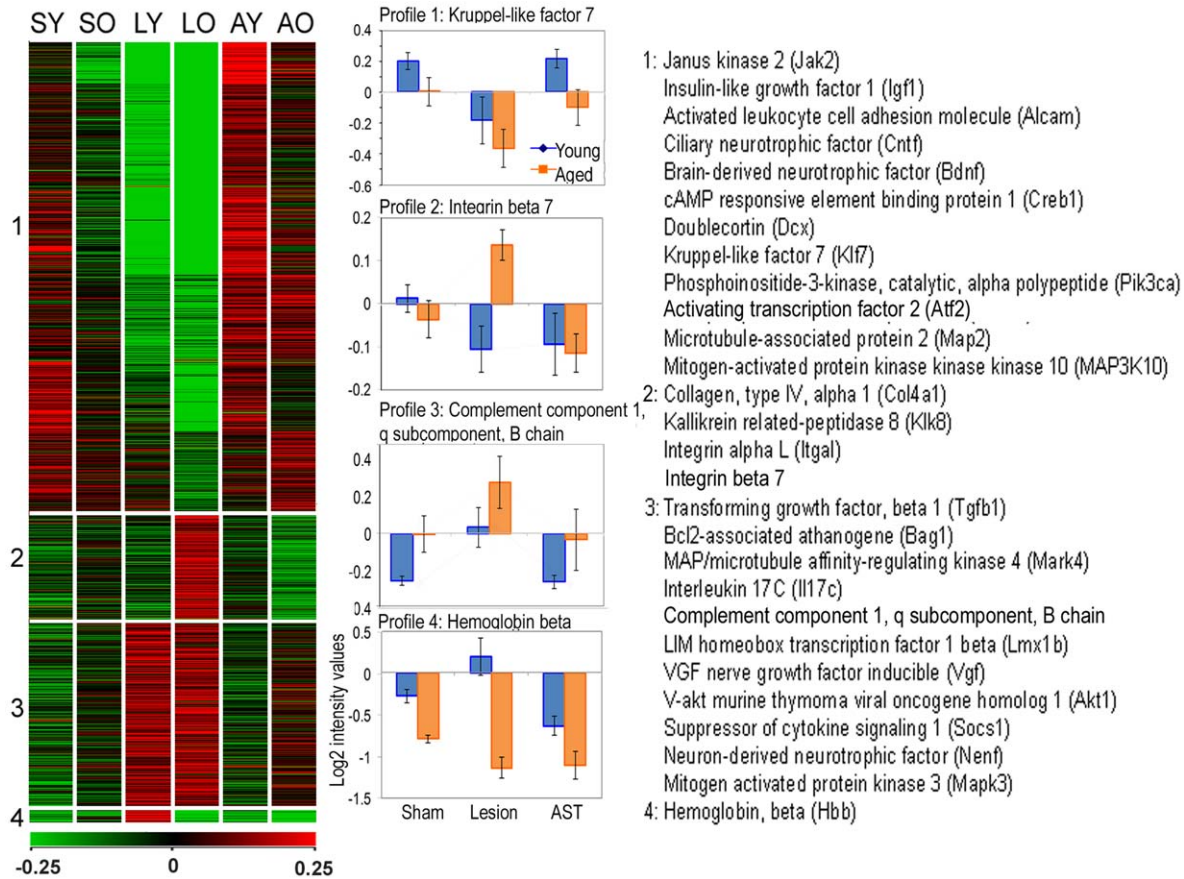 SY SO LY LO AY AO
1
2
3
4
-0.25 0 0.25
Profile 1: Kruppel-like factor 7
0.4
0.2
0
-0.2
-0.4
-0.6
Young
Aged
Profile 2: Integrin beta 7
0.2
0.1
0
-0.1
-0.2
Profile 3: Complement component 1,
q subcomponent, B chain
0.4
0.2
0
-0.2
0.4
Profile 4: Hemoglobin beta
0.5
0
-0.5
-1
-1.5
Log2 intensity values
Sham Lesion AST
1: Janus kinase 2 (Jak2)
Insulin-like growth factor 1 (Igf1)
Activated leukocyte cell adhesion molecule (Alcam)
Ciliary neurotrophic factor (Cntf)
Brain-derived neurotrophic factor (Bdnf)
cAMP responsive element binding protein 1 (Creb1)
Doublecortin (Dcx)
Kruppel-like factor 7 (Klf7)
Phosphoinositide-3-kinase, catalytic, alpha polypeptide (Pik3ca)
Activating transcription factor 2 (Atf2)
Microtubule-associated protein 2 (Map2)
Mitogen-activated protein kinase kinase kinase 10 (MAP3K10)
2: Collagen, type IV, alpha 1 (Col4a1)
Kallikrein related-peptidase 8 (Klk8)
Integrin alpha L (Itgal)
Integrin beta 7
3: Transforming growth factor, beta 1 (Tgfb1)
Bcl2-associated athanogene (Bag1)
MAP/microtubule affinity-regulating kinase 4 (Mark4)
Interleukin 17C (Il17c)
Complement component 1, q subcomponent, B chain
LIM homeobox transcription factor 1 beta (Lmx1b)
VGF nerve growth factor inducible (Vgf)
V-akt murine thymoma viral oncogene homolog 1 (Akt1)
Suppressor of cytokine signaling 1 (Socs1)
Neuron-derived neurotrophic factor (Nenf)
Mitogen activated protein kinase 3 (Mapk3)
4: Hemoglobin, beta (Hbb)